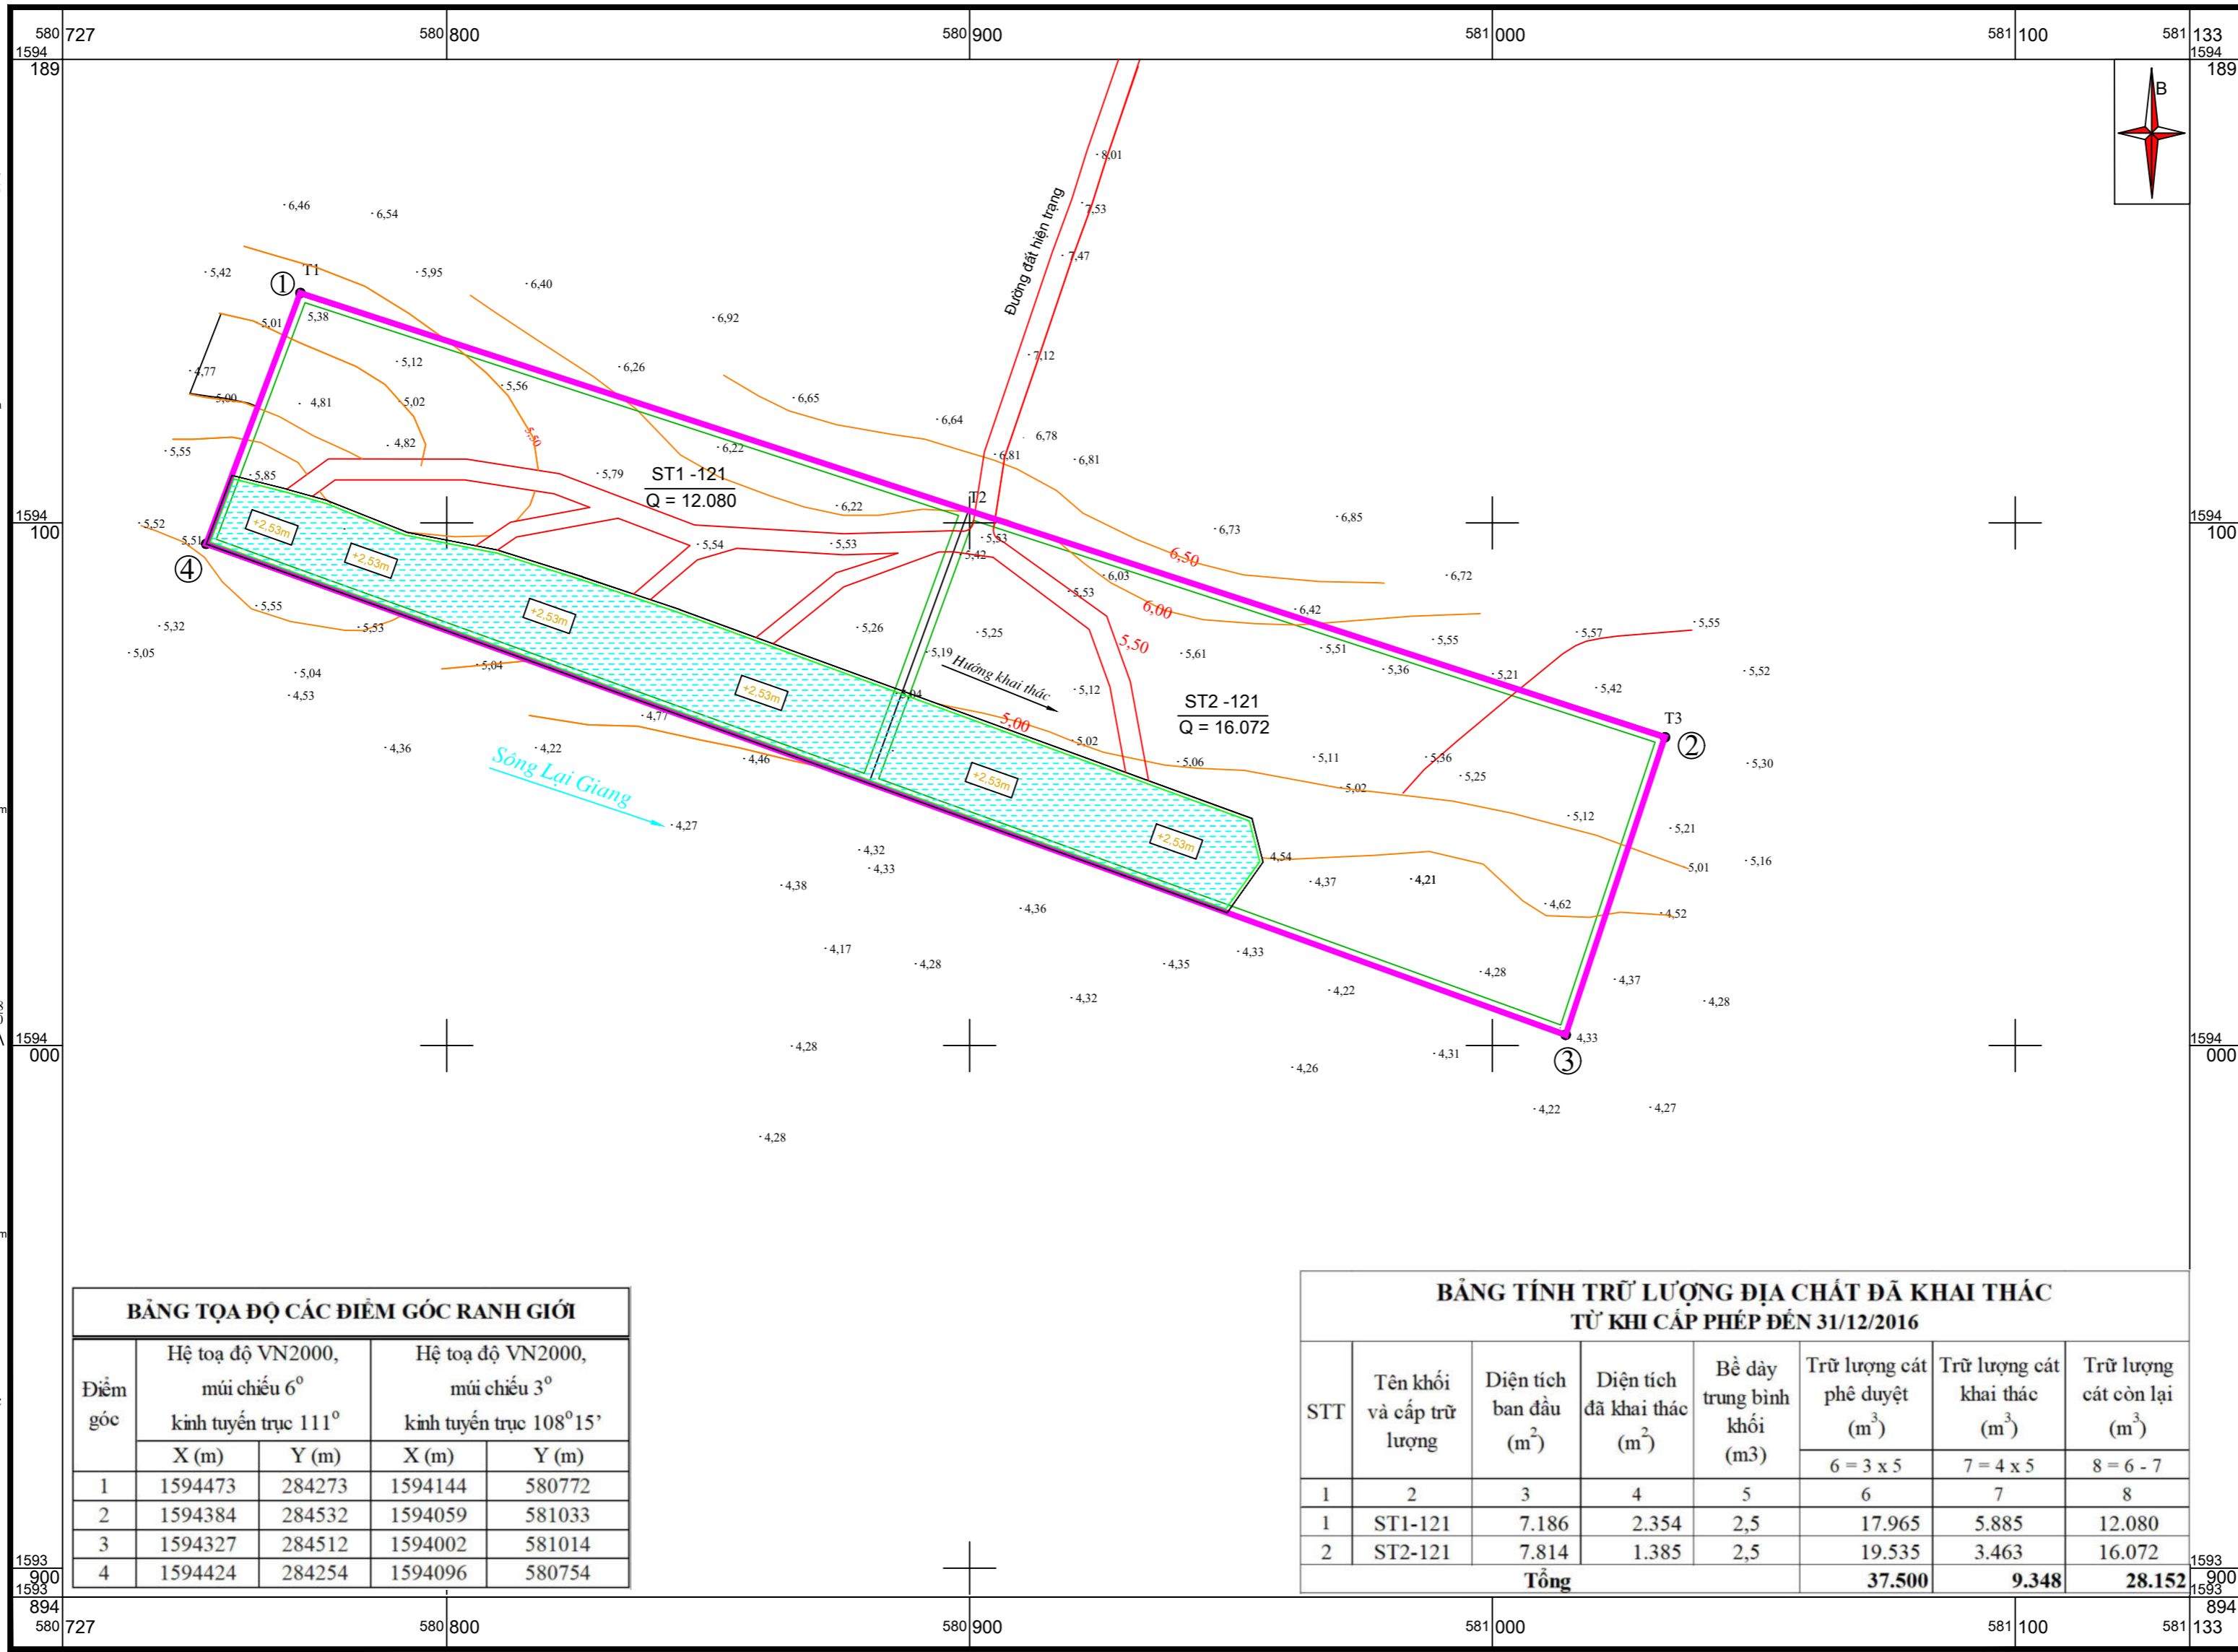 580 727 580 800 580 900 581 000 581 100 581 133
1594 189 1594 189
B
8,01
Đường đất hiện trạng
6,46 6,54 7,53
7,47
5,42 T1 5,95 6,40
①
5,01 5,38 6,92
7,12
4,77 5,12 5,56 6,26
5,00 4,81 5,02 6,65
6,64
5,50 6,78
5,55 4,82 6,22 6,81 6,81
5,85 5,79
ST1 -121
Q = 12.080
T2
6,22 6,73 6,85
1594 100 1594 100
5,52 +2,53m
5,51 +2,53m 5,54 5,53 5,53 5,42 6,50
④
6,03 6,72
5,55 +2,53m 5,53 6,00 6,42
5,32 5,53 5,26 5,25 5,50 5,55 5,57 5,55
5,05 5,04 5,04 5,19 Hướng khai thác 5,61 5,51 5,36 5,21 5,52
4,53 +2,53m 5,04 5,12 5,42
ST2 -121
Q = 16.072
4,77 5,00 T3
②
4,36 4,22 4,46 5,02 5,06 5,11 5,36 5,30
Sông Lại Giang
+2,53m 5,02 5,25
4,27 5,12 5,21
4,32 +2,53m 4,54 5,01 5,16
4,38 4,33 4,37 4,21
4,36 4,62 4,52
4,17 4,28 4,35 4,33 4,28 4,37
4,32 4,22 4,28
1594 000 1594 000
4,28 4,26 4,31 4,33
③
4,28 4,22 4,27
BẢNG TỌA ĐỘ CÁC ĐIỂM GÓC RANH GIỚI
Điểm góc
Hệ toạ độ VN2000, múi chiếu 6° kinh tuyến trục 111°
Hệ toạ độ VN2000, múi chiếu 3° kinh tuyến trục 108°15’
X (m) Y (m) X (m) Y (m)
1 1594473 284273 1594144 580772
2 1594384 284532 1594059 581033
3 1594327 284512 1594002 581014
4 1594424 284254 1594096 580754
BẢNG TÍNH TRỮ LƯỢNG ĐỊA CHẤT ĐÃ KHAI THÁC
TỪ KHI CẤP PHÉP ĐẾN 31/12/2016
STT
Tên khối và cấp trữ lượng
Diện tích ban đầu (m²)
Diện tích đã khai thác (m²)
Bề dày trung bình khối (m3)
Trữ lượng cát phê duyệt (m³)
Trữ lượng cát khai thác (m³)
Trữ lượng cát còn lại (m³)
6 = 3 x 5 7 = 4 x 5 8 = 6 - 7
1 2 3 4 5 6 7 8
1 ST1-121 7.186 2.354 2,5 17.965 5.885 12.080
2 ST2-121 7.814 1.385 2,5 19.535 3.463 16.072
Tổng 37.500 9.348 28.152
1593 900 1593 900
1593 894 1593 894
580 727 580 800 580 900 581 000 581 100 581 133